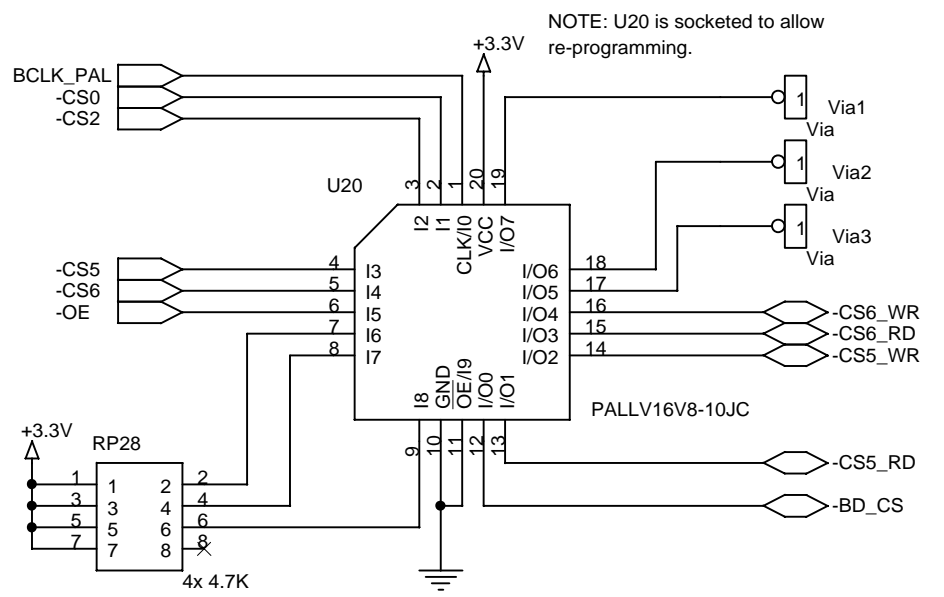 NOTE: U20 is socketed to allow
re-programming.
+3.3V
BCLK_PAL
-CS0
-CS2
1
Via1
Via
1
Via2
Via
1
Via3
Via
U20
3
2
1
20
19
I2
I1
CLK/I0
VCC
I/O7
-CS5
-CS6
-OE
4
5
6
7
8
I3
I4
I5
I6
I7
I/O6
I/O5
I/O4
I/O3
I/O2
18
17
16
15
14
-CS6_WR
-CS6_RD
-CS5_WR
I8
GND
OE/I9
I/O0
I/O1
9
10
11
12
13
PALLV16V8-10JC
-CS5_RD
-BD_CS
+3.3V
RP28
1 1 2 2
3 3 4 4
5 5 6 6
7 7 8 8
4x 4.7K